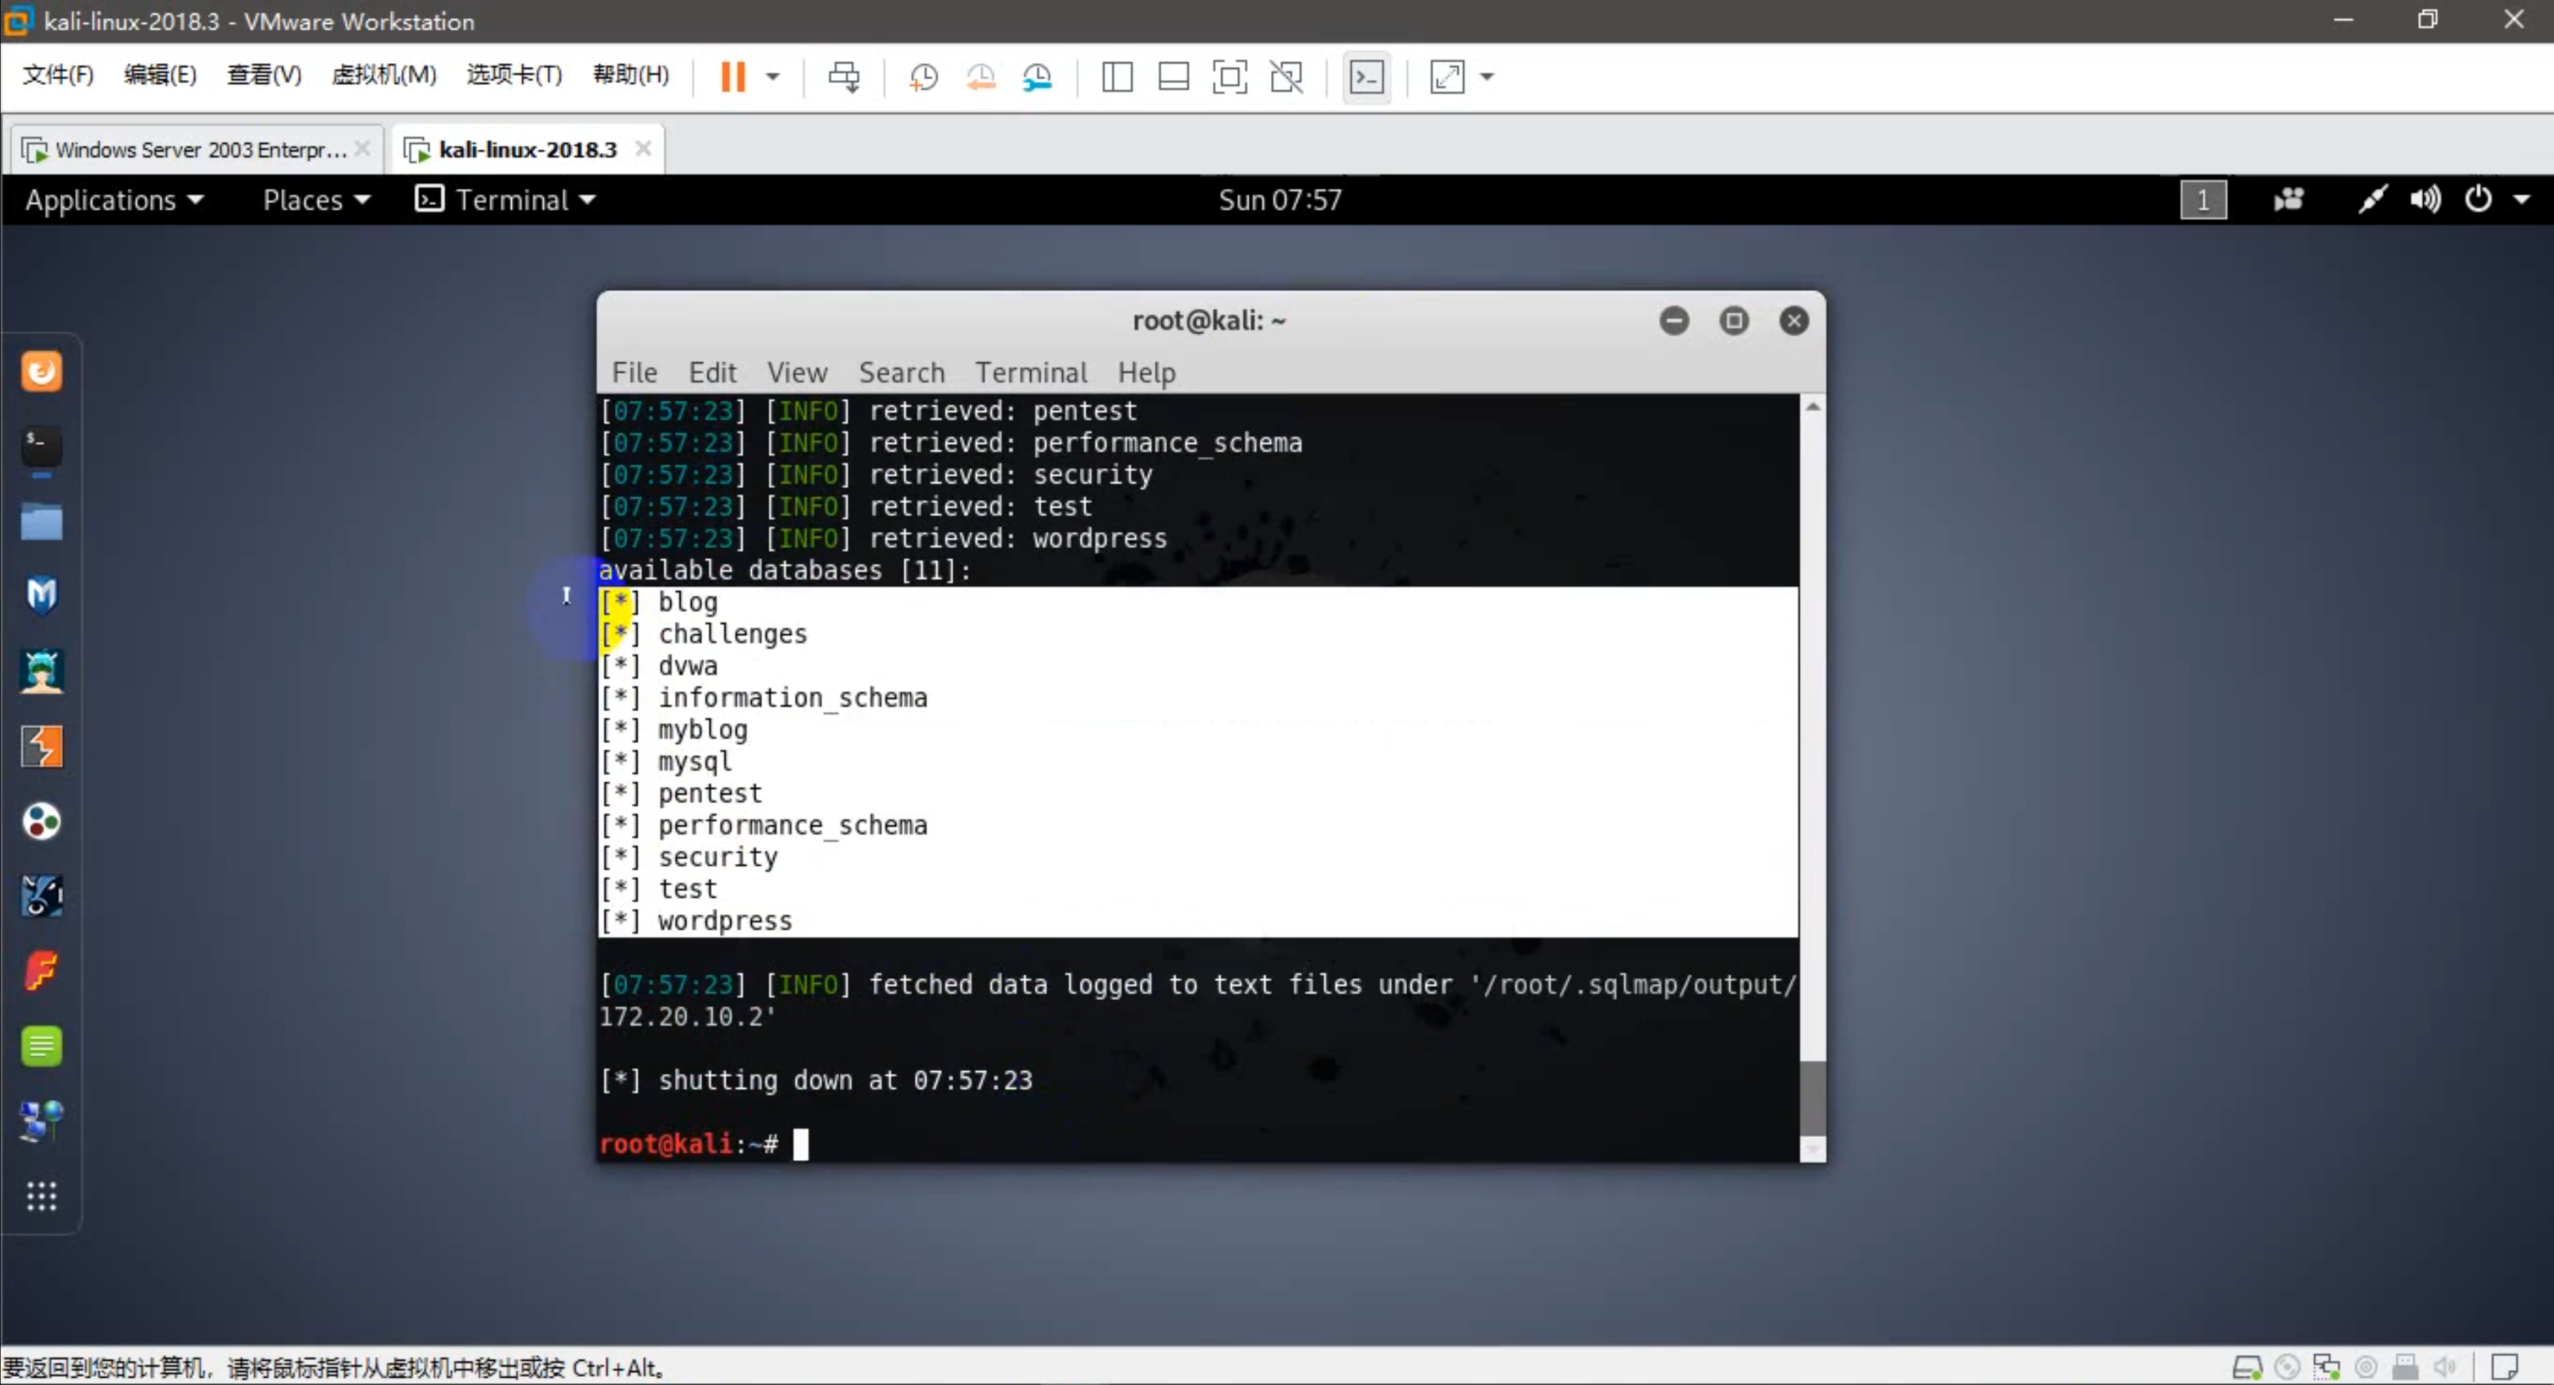 kali-linux-2018.3 - VMware Workstation
文件(F) 编辑(E) 查看(V) 虚拟机(M) 选项卡(T) 帮助(H)
Windows Server 2003 Enterpr... kali-linux-2018.3
Applications Places Terminal Sun 07:57 1
root@kali: ~
File Edit View Search Terminal Help
[07:57:23] [INFO] retrieved: pentest
[07:57:23] [INFO] retrieved: performance_schema
[07:57:23] [INFO] retrieved: security
[07:57:23] [INFO] retrieved: test
[07:57:23] [INFO] retrieved: wordpress
available databases [11]:
[*] blog
[*] challenges
[*] dvwa
[*] information_schema
[*] myblog
[*] mysql
[*] pentest
[*] performance_schema
[*] security
[*] test
[*] wordpress
[07:57:23] [INFO] fetched data logged to text files under '/root/.sqlmap/output/
172.20.10.2'
[*] shutting down at 07:57:23
root@kali:~#
要返回到您的计算机，请将鼠标指针从虚拟机中移出或按 Ctrl+Alt。